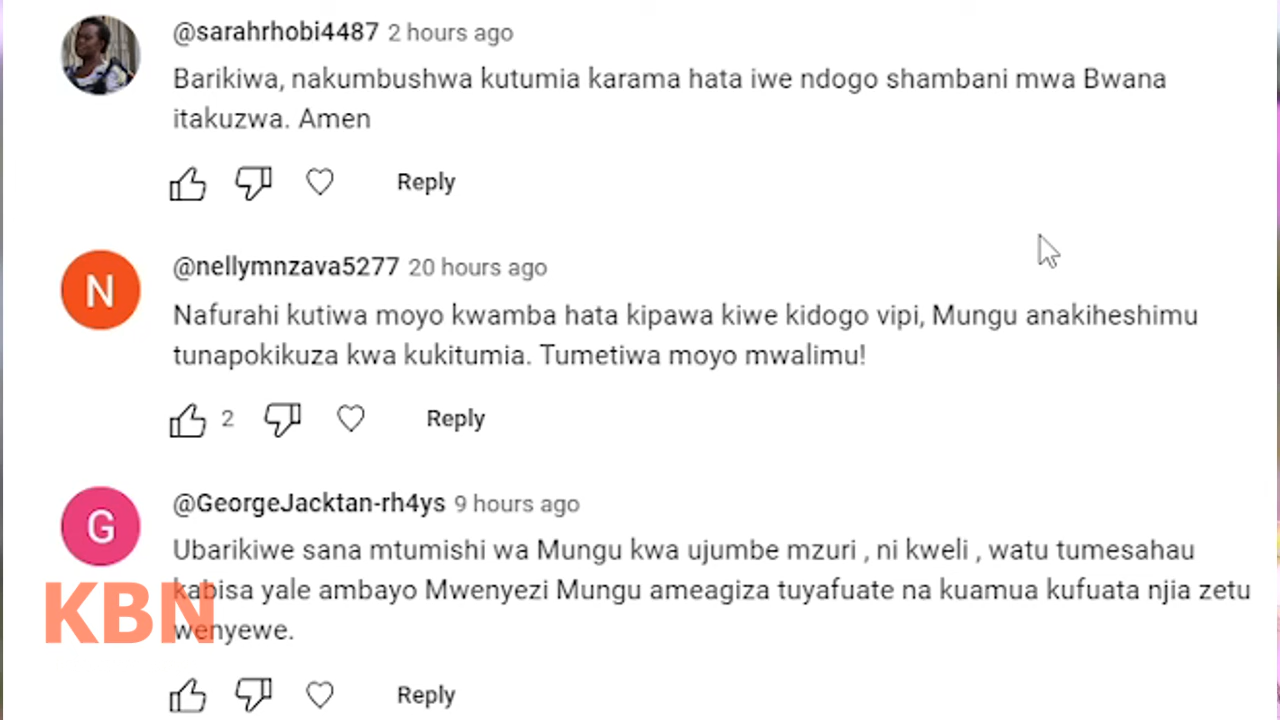 @sarahrhobi4487 2 hours ago
Barikiwa, nakumbushwa kutumia karama hata iwe ndogo shambani mwa Bwana
itakuzwa. Amen
Reply
N
@nellymnzava5277 20 hours ago
Nafurahi kutiwa moyo kwamba hata kipawa kiwe kidogo vipi, Mungu anakiheshimu
tunapokikuza kwa kukitumia. Tumetiwa moyo mwalimu!
2 Reply
G
@GeorgeJacktan-rh4ys 9 hours ago
Ubarikiwe sana mtumishi wa Mungu kwa ujumbe mzuri , ni kweli , watu tumesahau
kabisa yale ambayo Mwenyezi Mungu ameagiza tuyafuate na kuamua kufuata njia zetu
wenyewe.
KBN
Reply